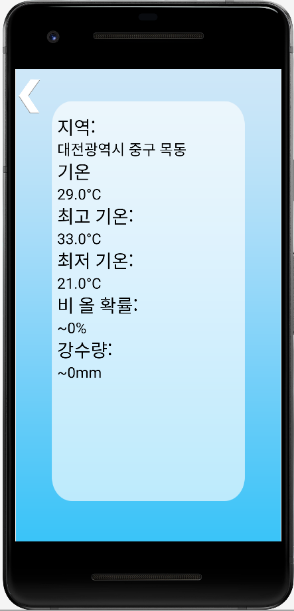 지역:
대전광역시 중구 목동
기온
29.0°C
최고 기온:
33.0°C
최저 기온:
21.0°C
비 올 확률:
~0%
강수량:
~0mm